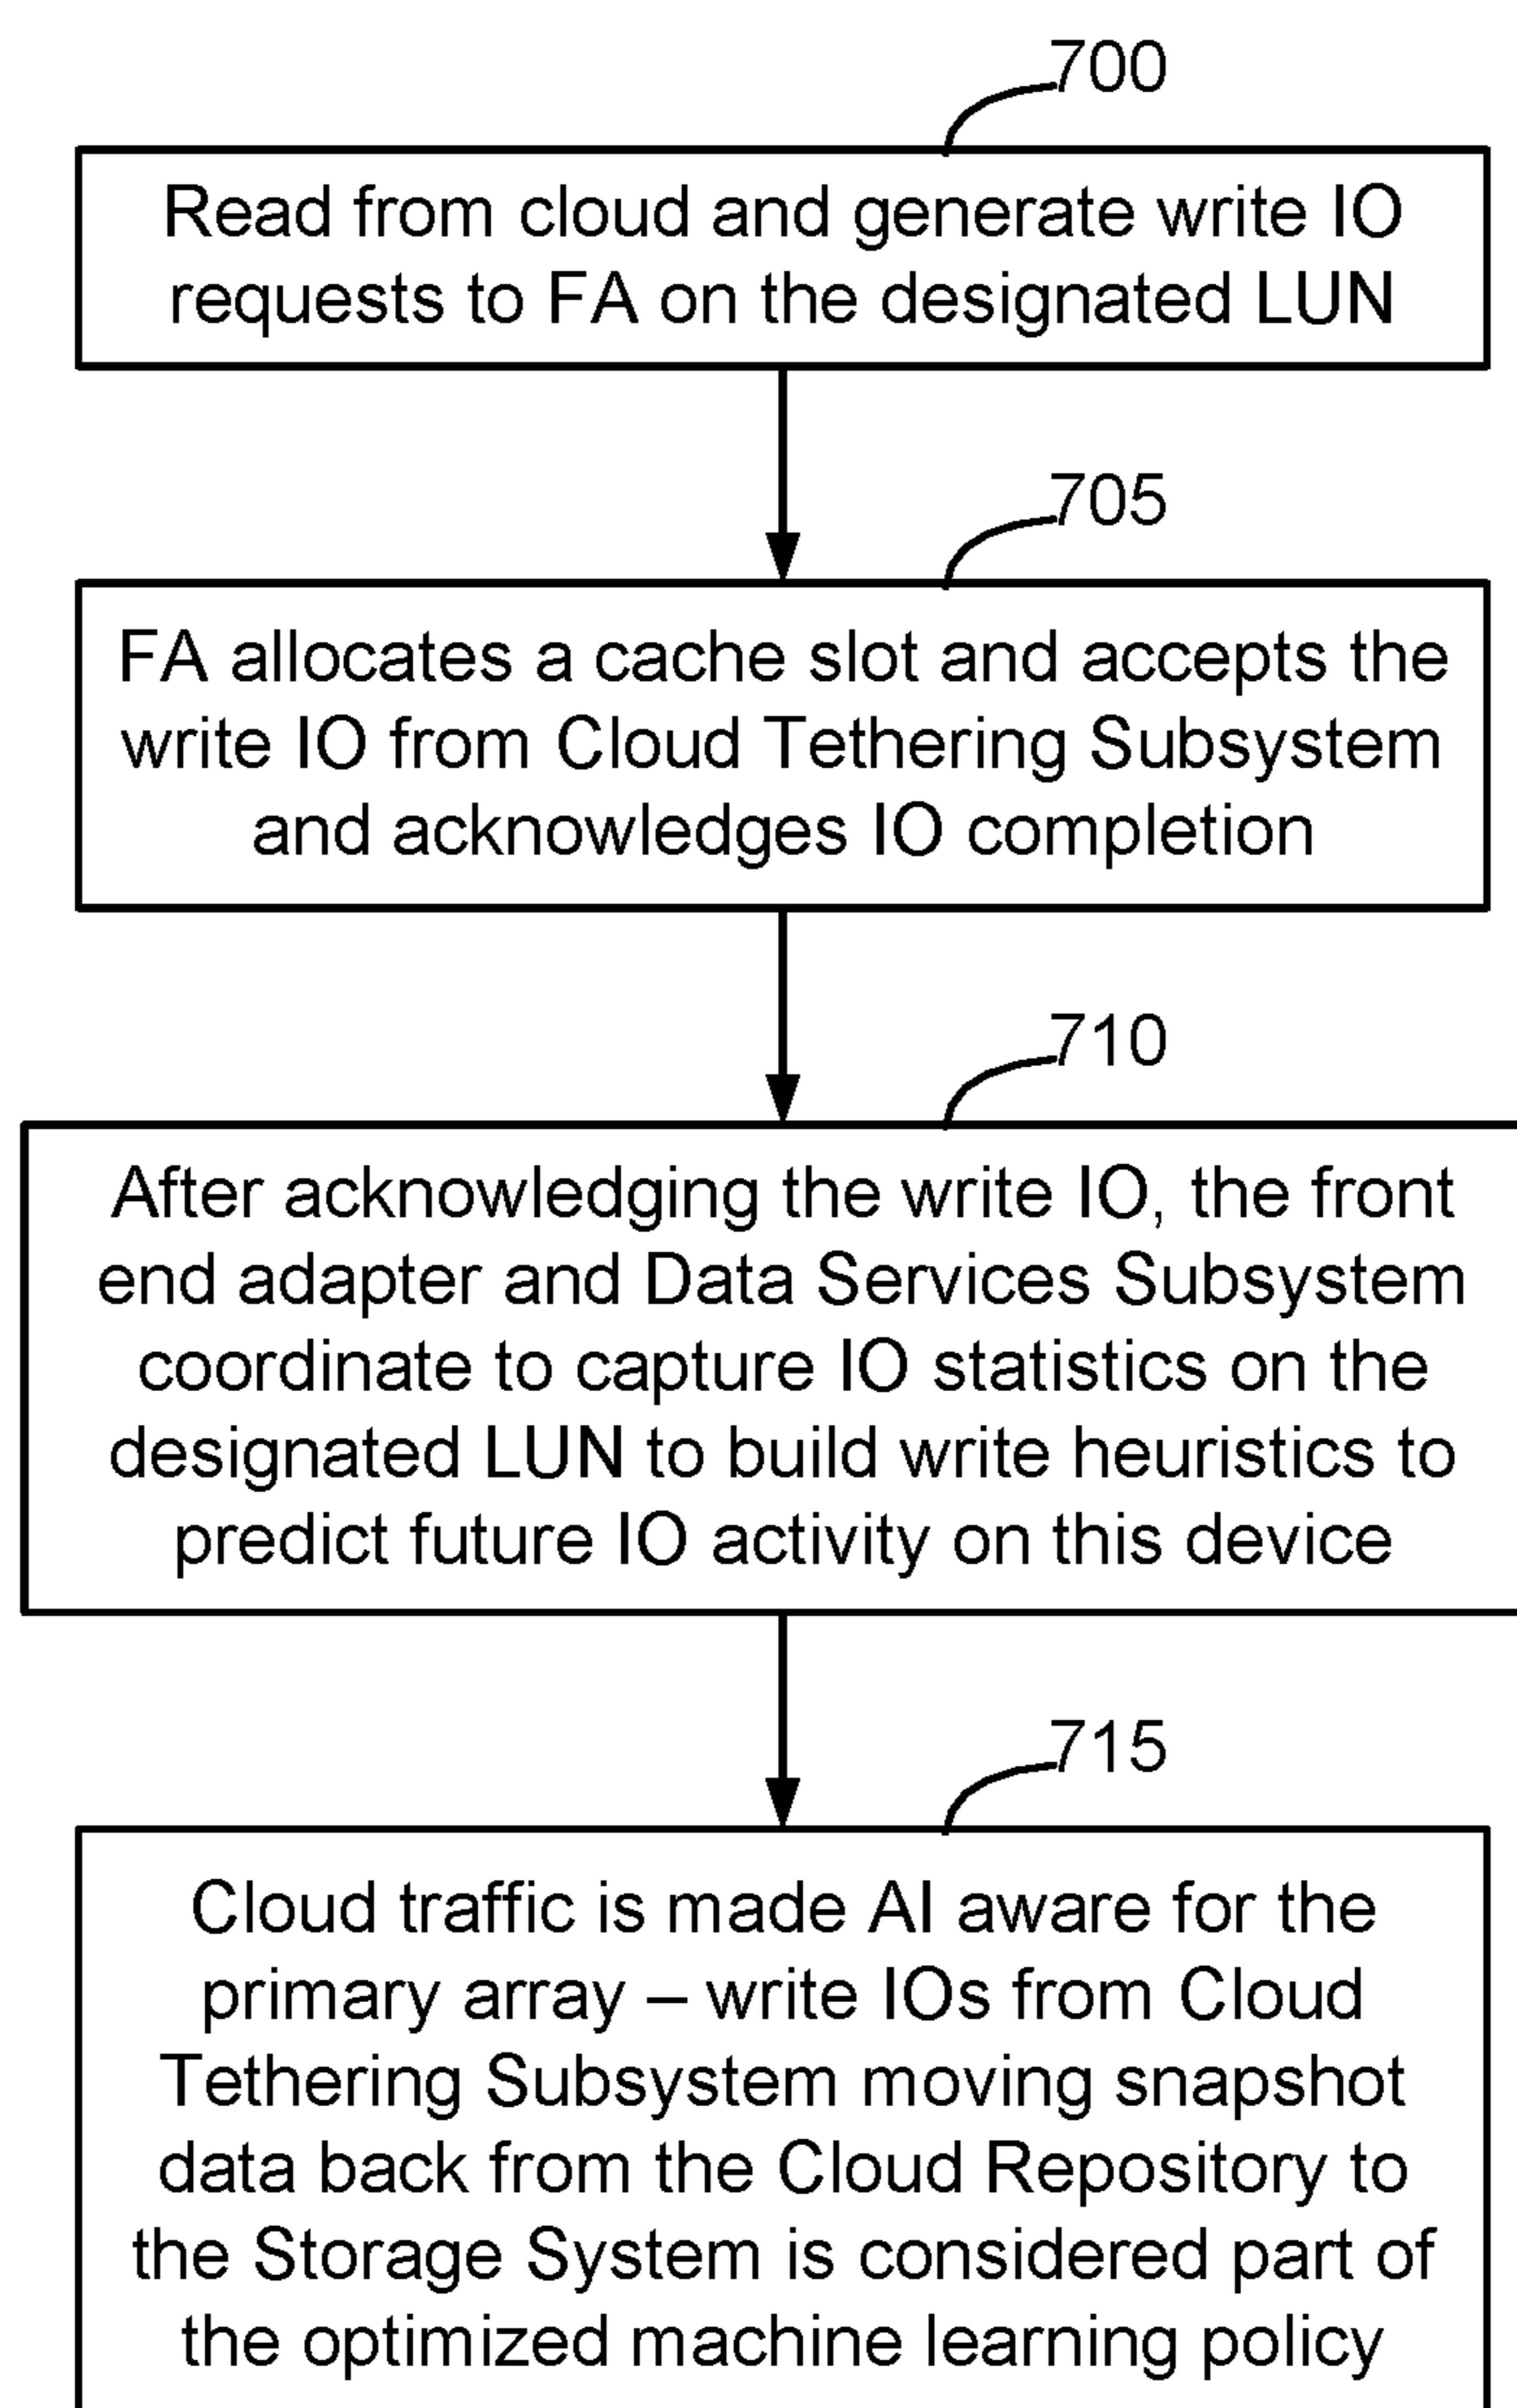 700
Read from cloud and generate write IO
requests to FA on the designated LUN
705
FA allocates a cache slot and accepts the
write IO from Cloud Tethering Subsystem
and acknowledges IO completion
710
After acknowledging the write IO, the front
end adapter and Data Services Subsystem
coordinate to capture IO statistics on the
designated LUN to build write heuristics to
predict future IO activity on this device
715
Cloud traffic is made AI aware for the
primary array – write IOs from Cloud
Tethering Subsystem moving snapshot
data back from the Cloud Repository to
the Storage System is considered part of
the optimized machine learning policy